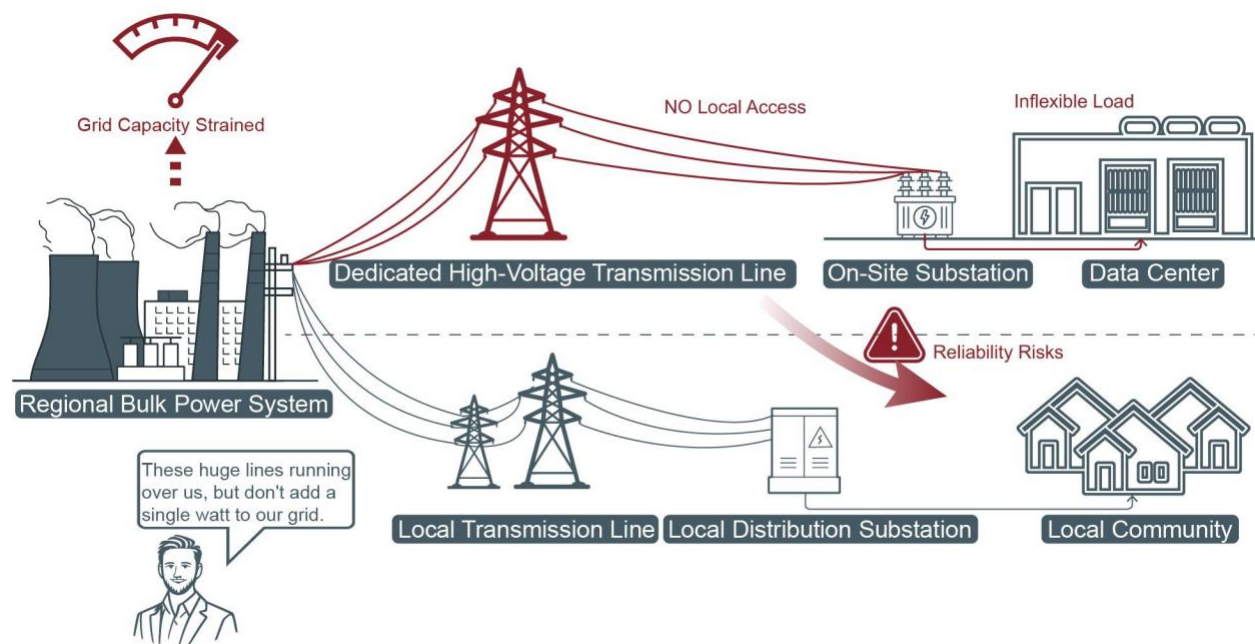 Grid Capacity Strained
NO Local Access
Inflexible Load
Dedicated High-Voltage Transmission Line
On-Site Substation
Data Center
Reliability Risks
Regional Bulk Power System
These huge lines running
over us, but don't add a
single watt to our grid.
Local Transmission Line
Local Distribution Substation
Local Community